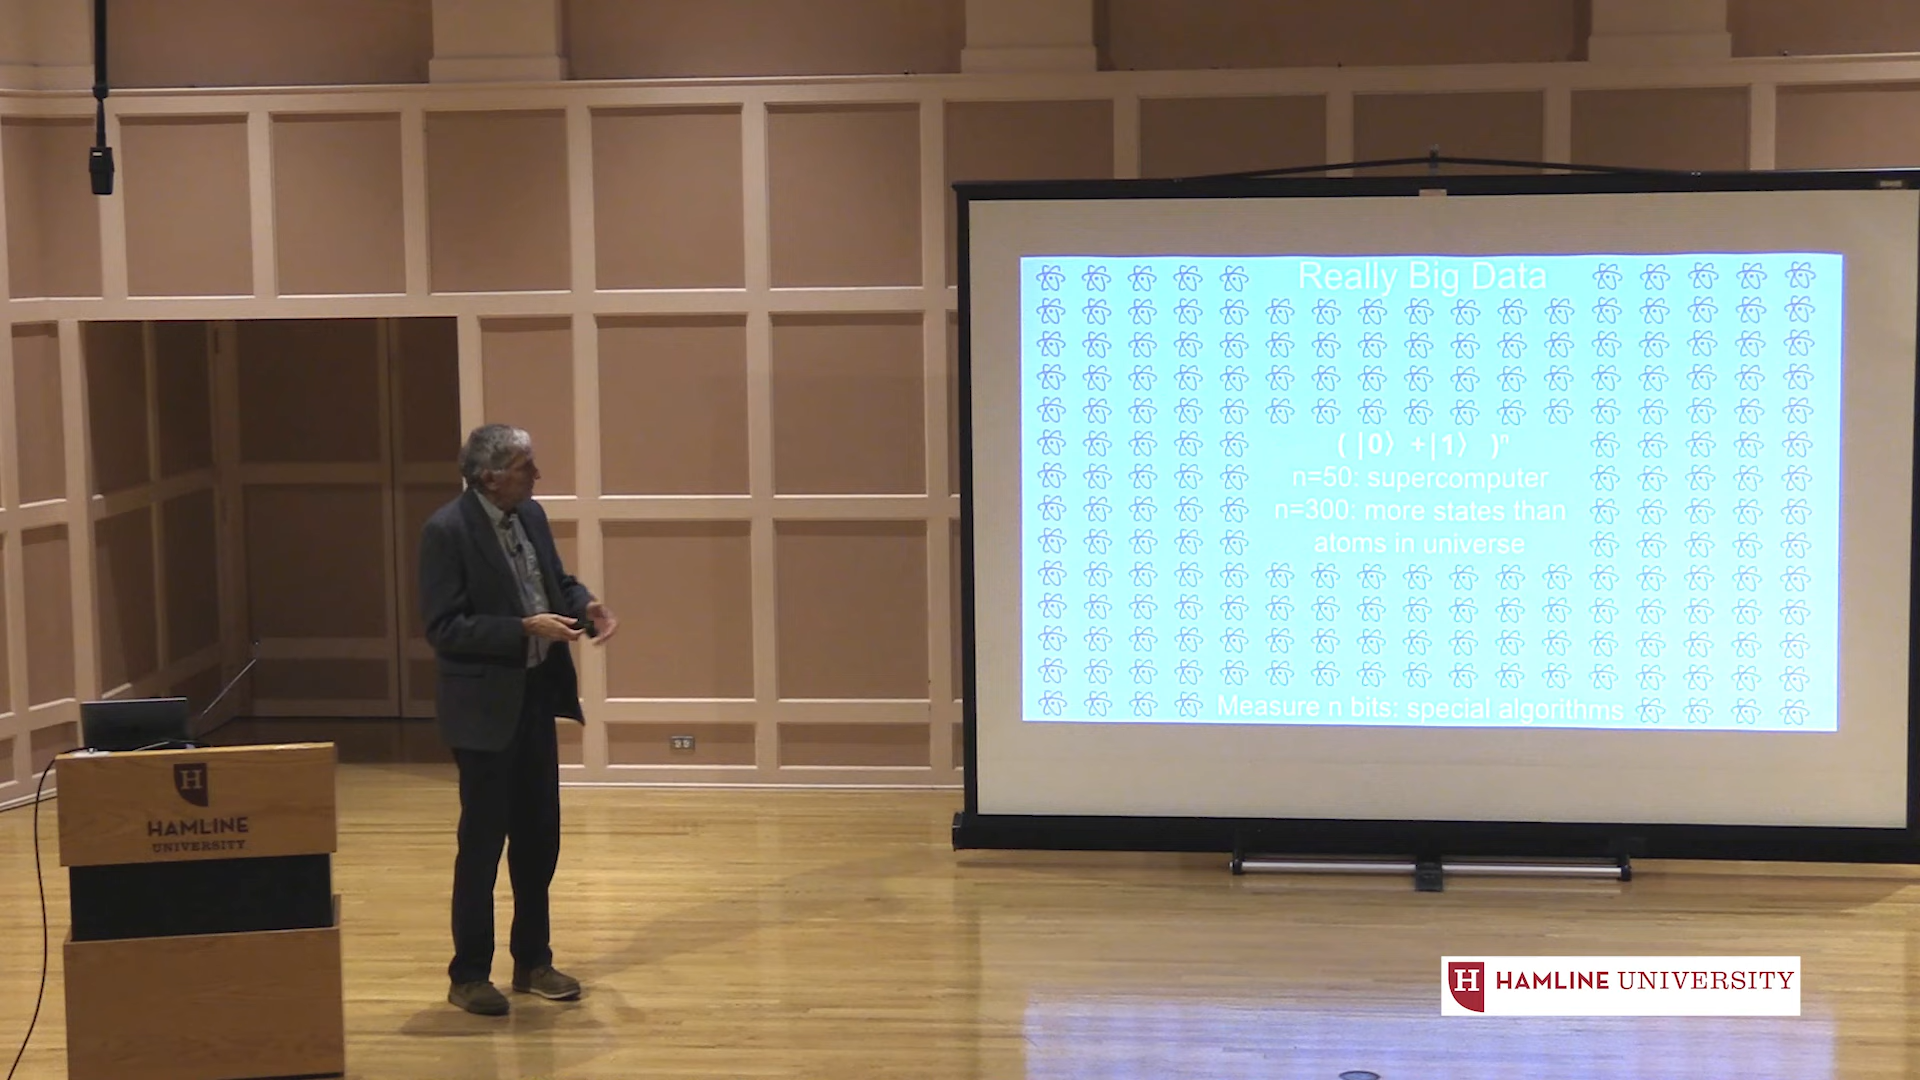 Really Big Data
( |0⟩ +|1⟩ )ⁿ
n=50: supercomputer
n=300: more states than
atoms in universe
Measure n bits: special algorithms
H
HAMLINE
UNIVERSITY
H HAMLINE UNIVERSITY